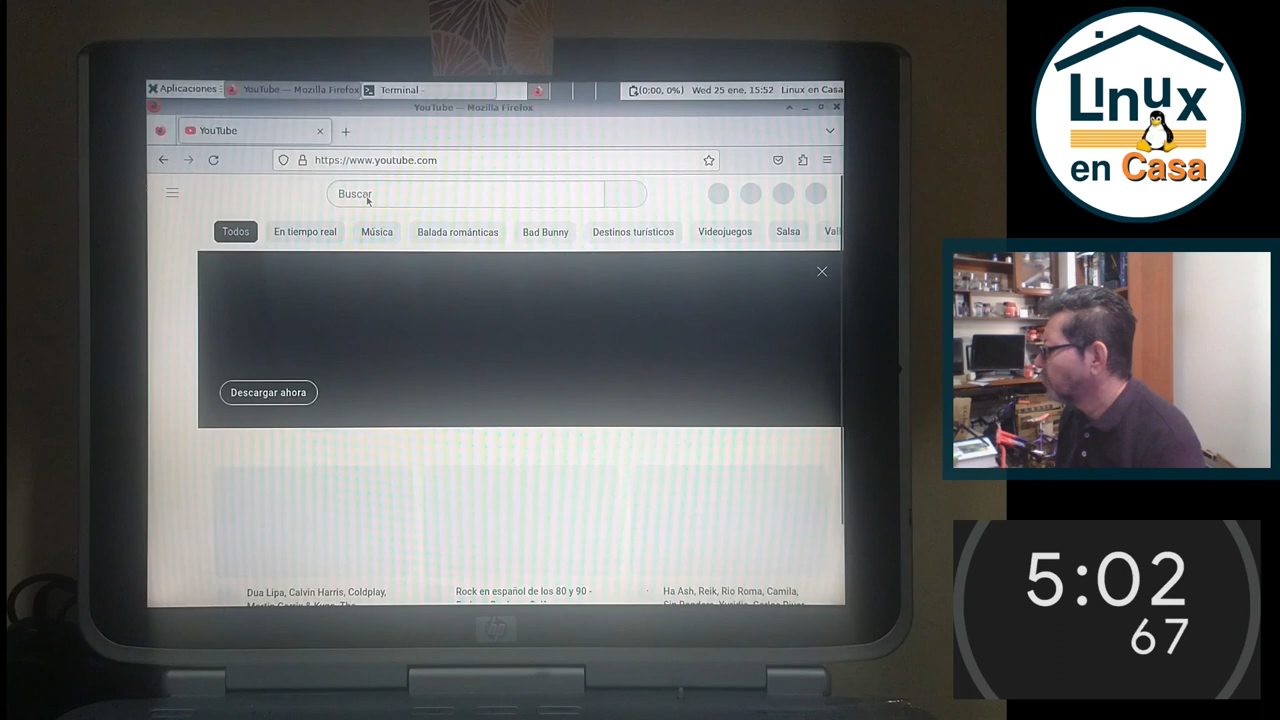 Aplicaciones
YouTube — Mozilla Firefox
Terminal -
(0:00, 0%)
Wed 25 ene, 15:52
Linux en Casa
YouTube — Mozilla Firefox
YouTube
https://www.youtube.com
Buscar
Todos
En tiempo real
Música
Balada románticas
Bad Bunny
Destinos turísticos
Videojuegos
Salsa
Vall
Descargar ahora
Dua Lipa, Calvin Harris, Coldplay,
Rock en español de los 80 y 90 -
Ha Ash, Reik, Río Roma, Camila,
hp
LInux
en Casa
5:02
67